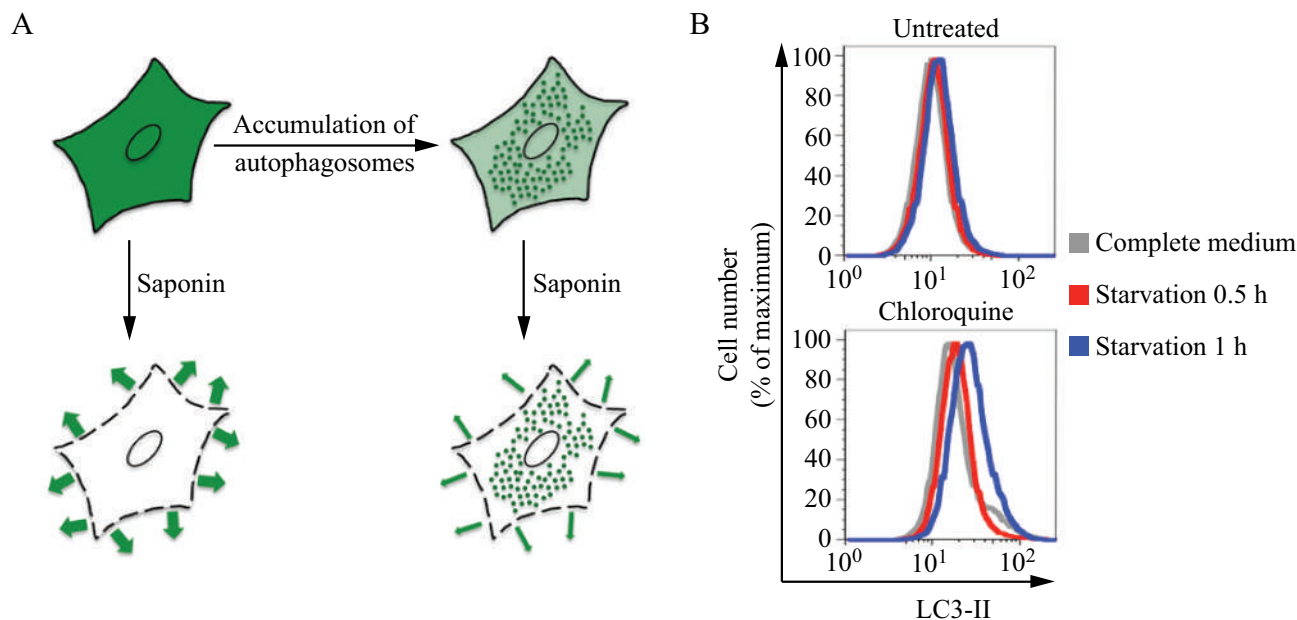 A
Accumulation of
autophagosomes
Saponin
Saponin
B
Untreated
100
80
60
40
20
0
10⁰
10¹
10²
Chloroquine
100
80
60
40
20
0
10⁰
10¹
10²
Cell number
(% of maximum)
LC3-II
Complete medium
Starvation 0.5 h
Starvation 1 h